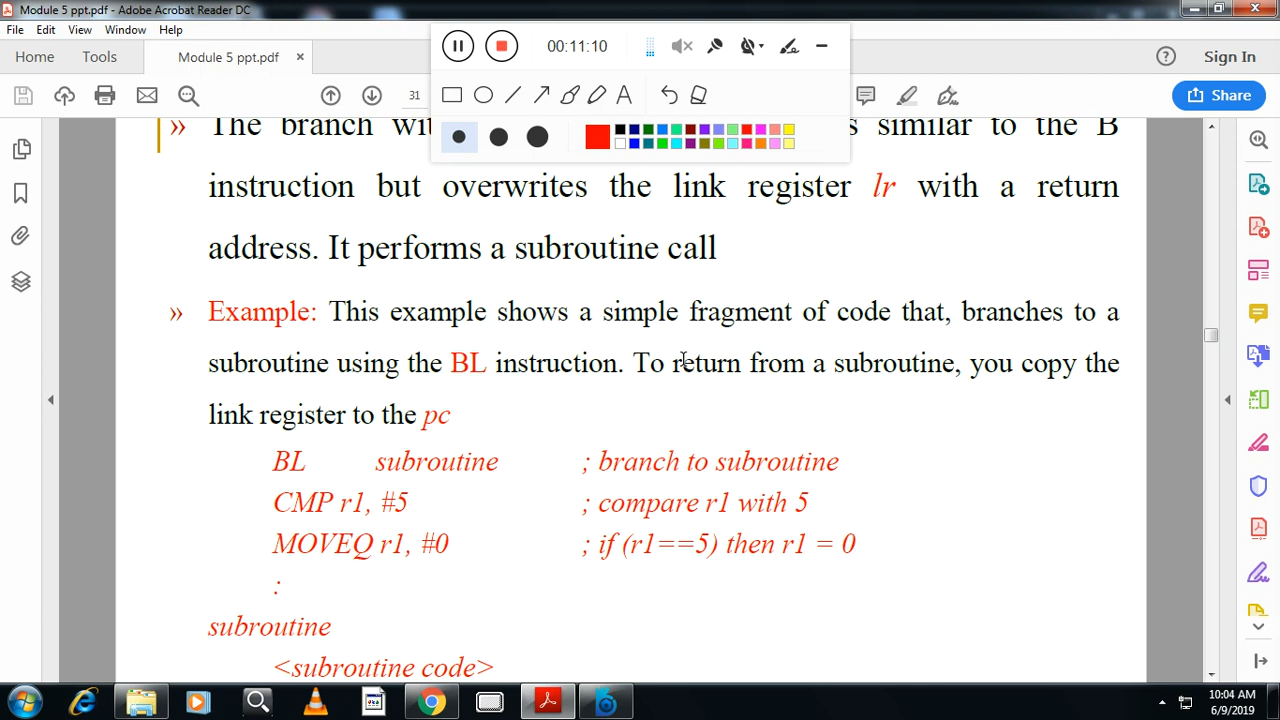 Module 5 ppt.pdf - Adobe Acrobat Reader DC
File Edit View Window Help
Home Tools Module 5 ppt.pdf ×
00:11:10
Sign In
31
Share
» The branch wi
s similar to the B
instruction but overwrites the link register lr with a return
address. It performs a subroutine call
» Example: This example shows a simple fragment of code that, branches to a
subroutine using the BL instruction. To return from a subroutine, you copy the
link register to the pc
BL subroutine ; branch to subroutine
CMP r1, #5 ; compare r1 with 5
MOVEQ r1, #0 ; if (r1==5) then r1 = 0
:
subroutine
<subroutine code>
10:04 AM
6/9/2019